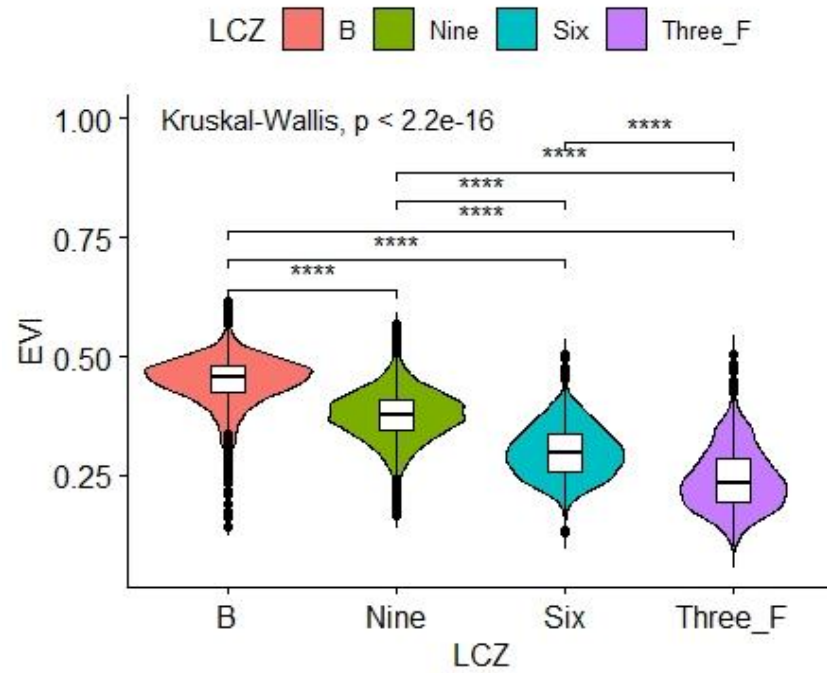 LCZ B Nine Six Three_F
1.00
Kruskal-Wallis, p < 2.2e-16
****
****
****
****
****
****
0.75
0.50
0.25
EVI
B Nine Six Three_F
LCZ